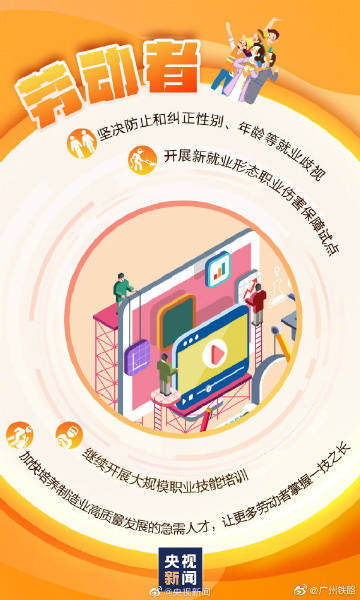 劳动者
坚决防止和纠正性别、年龄等就业歧视
开展新就业形态职业伤害保障试点
继续开展大规模职业技能培训
加快培养制造业高质量发展的急需人才，让更多劳动者掌握一技之长
央视
新闻
@央视新闻
@广州铁路